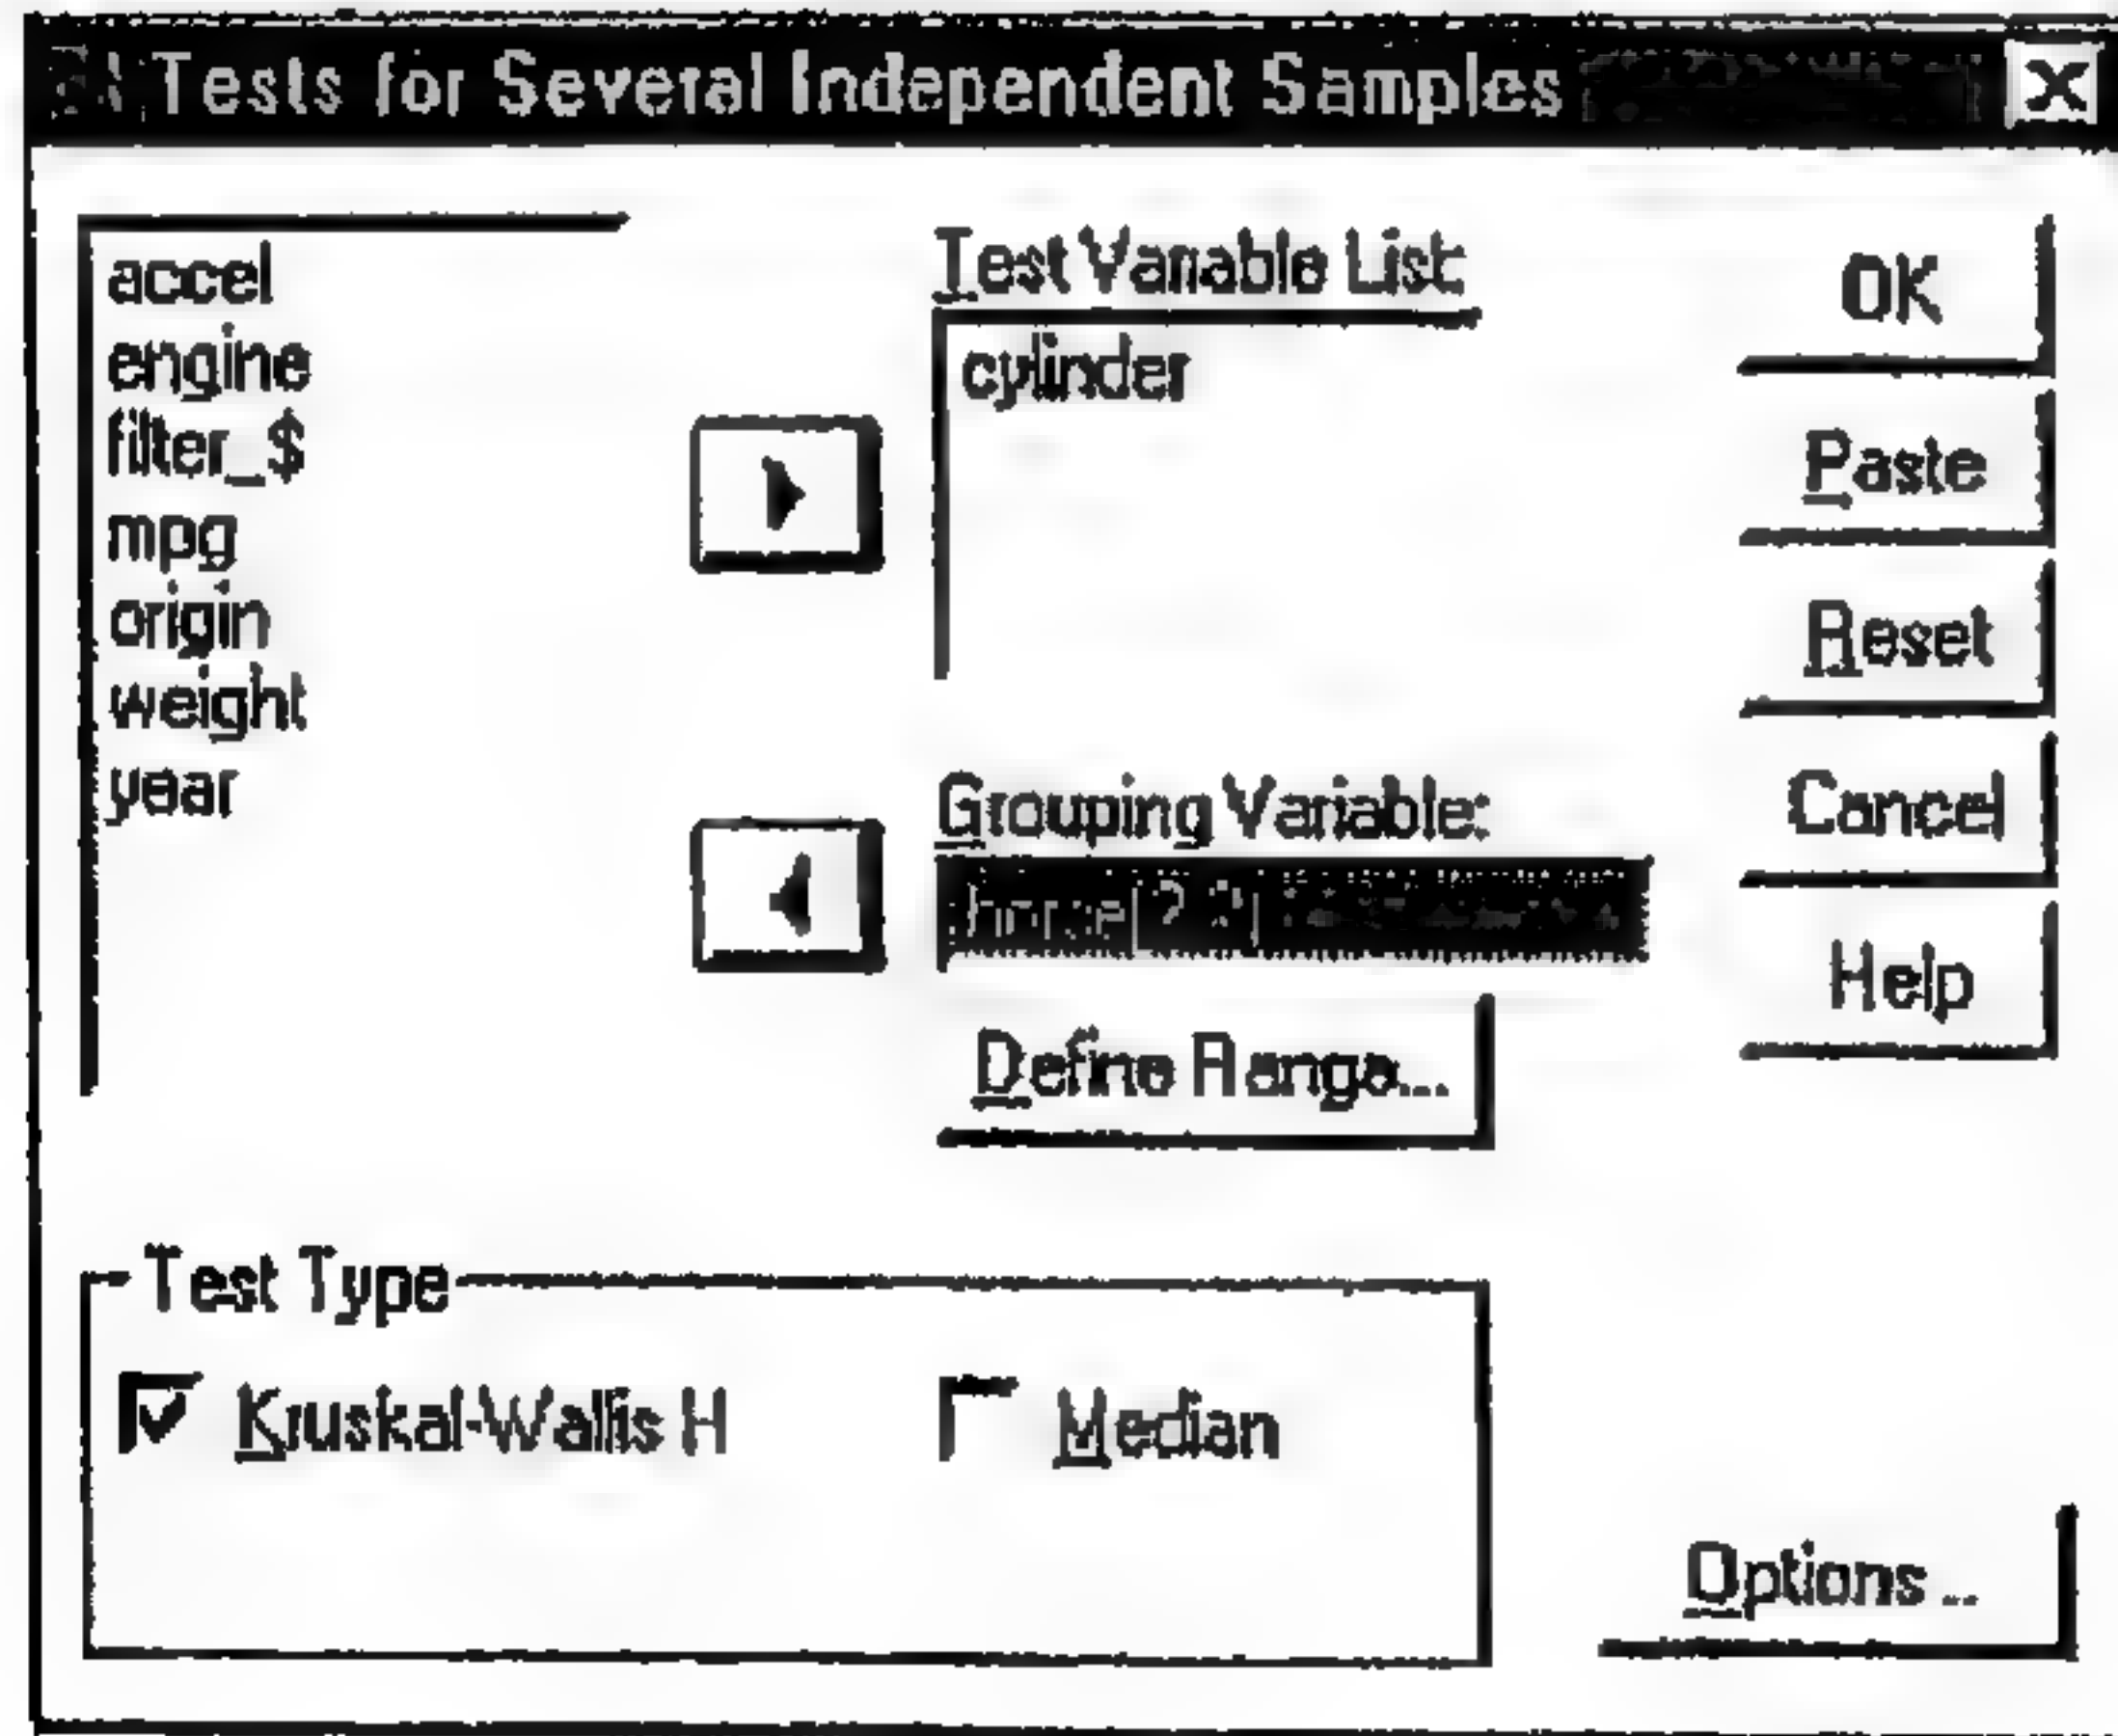 Tests for Several Independent Samples
accel
engine
filter_$
mpg
origin
weight
year
Test Variable List:
cylinder
Grouping Variable:
horse(? ?)
Define Range...
OK
Paste
Reset
Cancel
Help
Test Type
Kruskal-Wallis H
Median
Options...